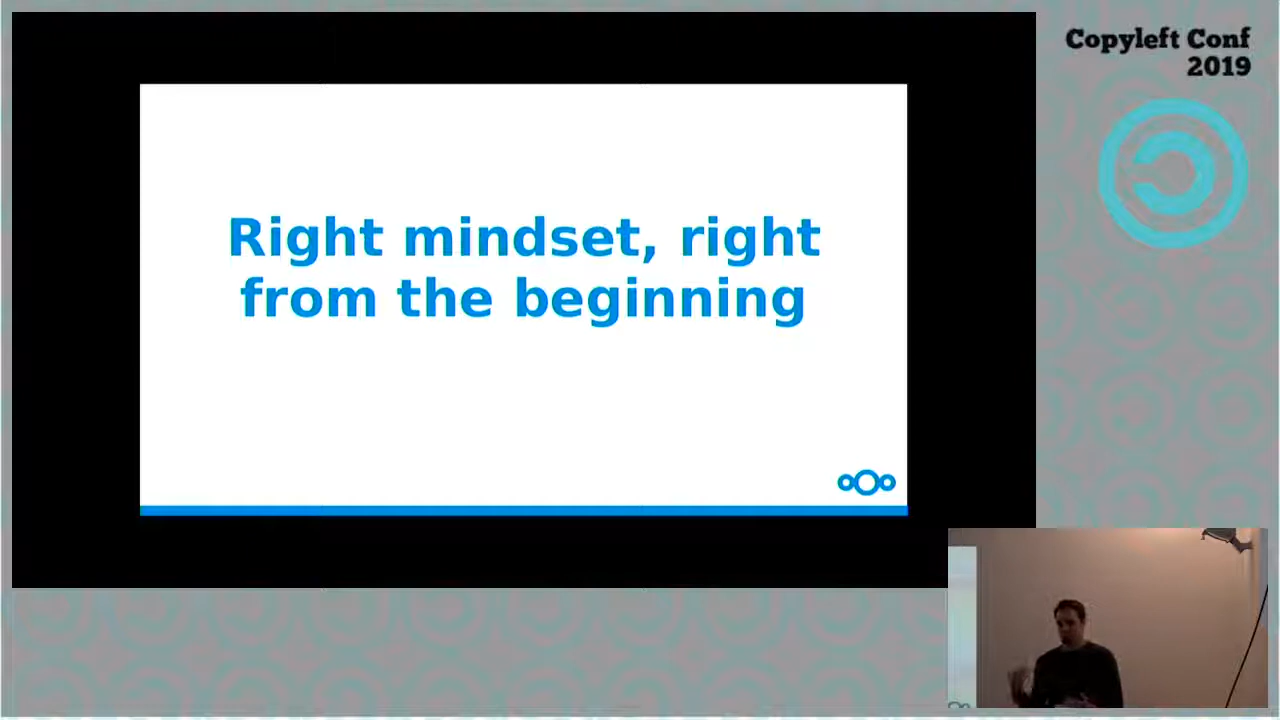 Copyleft Conf
2019
Right mindset, right
from the beginning